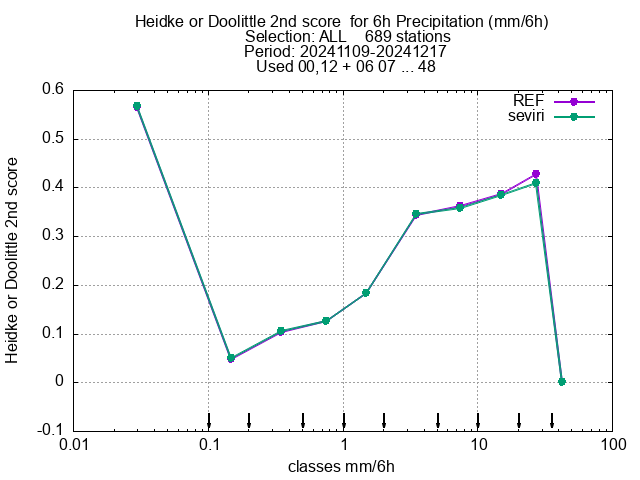 Heidke or Doolittle 2nd score  for 6h Precipitation (mm/6h)
Selection: ALL    689 stations
Period: 20241109-20241217
Used 00,12 + 06 07 ... 48
REF
seviri
Heidke or Doolittle 2nd score
0.6
0.5
0.4
0.3
0.2
0.1
0
-0.1
0.01 0.1 1 10 100
classes mm/6h